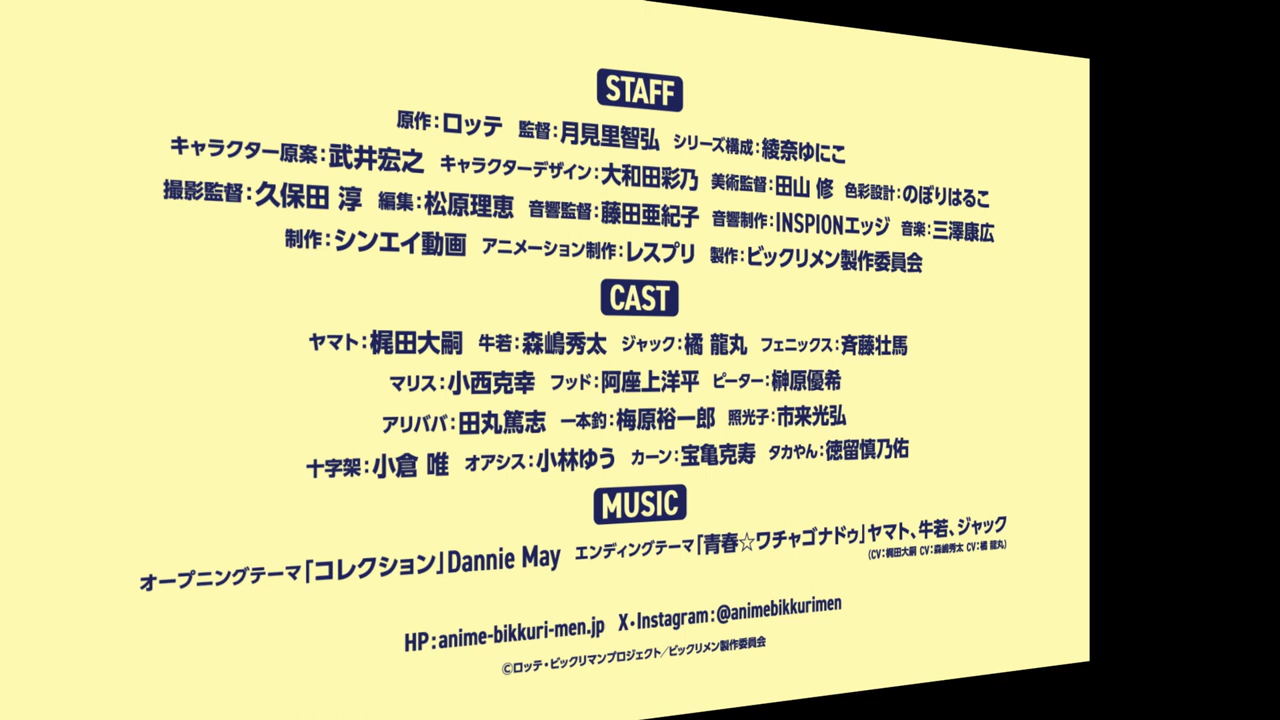 STAFF
原作:ロッテ 監督:月見里智弘 シリーズ構成:綾奈ゆにこ
キャラクター原案:武井宏之 キャラクターデザイン:大和田彩乃 美術監督:田山 修 色彩設計:のぼりはるこ
撮影監督:久保田 淳 編集:松原理恵 音響監督:藤田亜紀子 音響制作:INSPIONエッジ 音楽:三澤康広
制作:シンエイ動画 アニメーション制作:レスプリ 製作:ビックリメン製作委員会
CAST
ヤマト:梶田大嗣 牛若:森嶋秀太 ジャック:橘 龍丸 フェニックス:斉藤壮馬
マリス:小西克幸 フッド:阿座上洋平 ピーター:榊原優希
アリババ:田丸篤志 一本釣:梅原裕一郎 照光子:市来光弘
十字架:小倉 唯 オアシス:小林ゆう カーン:宝亀克寿 タカやん:徳留慎乃佑
MUSIC
オープニングテーマ「コレクション」Dannie May エンディングテーマ「青春☆ワチャゴナドゥ」ヤマト、牛若、ジャック
(CV:梶田大嗣 CV:森嶋秀太 CV:橘 龍丸)
HP:anime-bikkuri-men.jp X・Instagram:@animebikkurimen
©ロッテ・ビックリマンプロジェクト/ビックリメン製作委員会